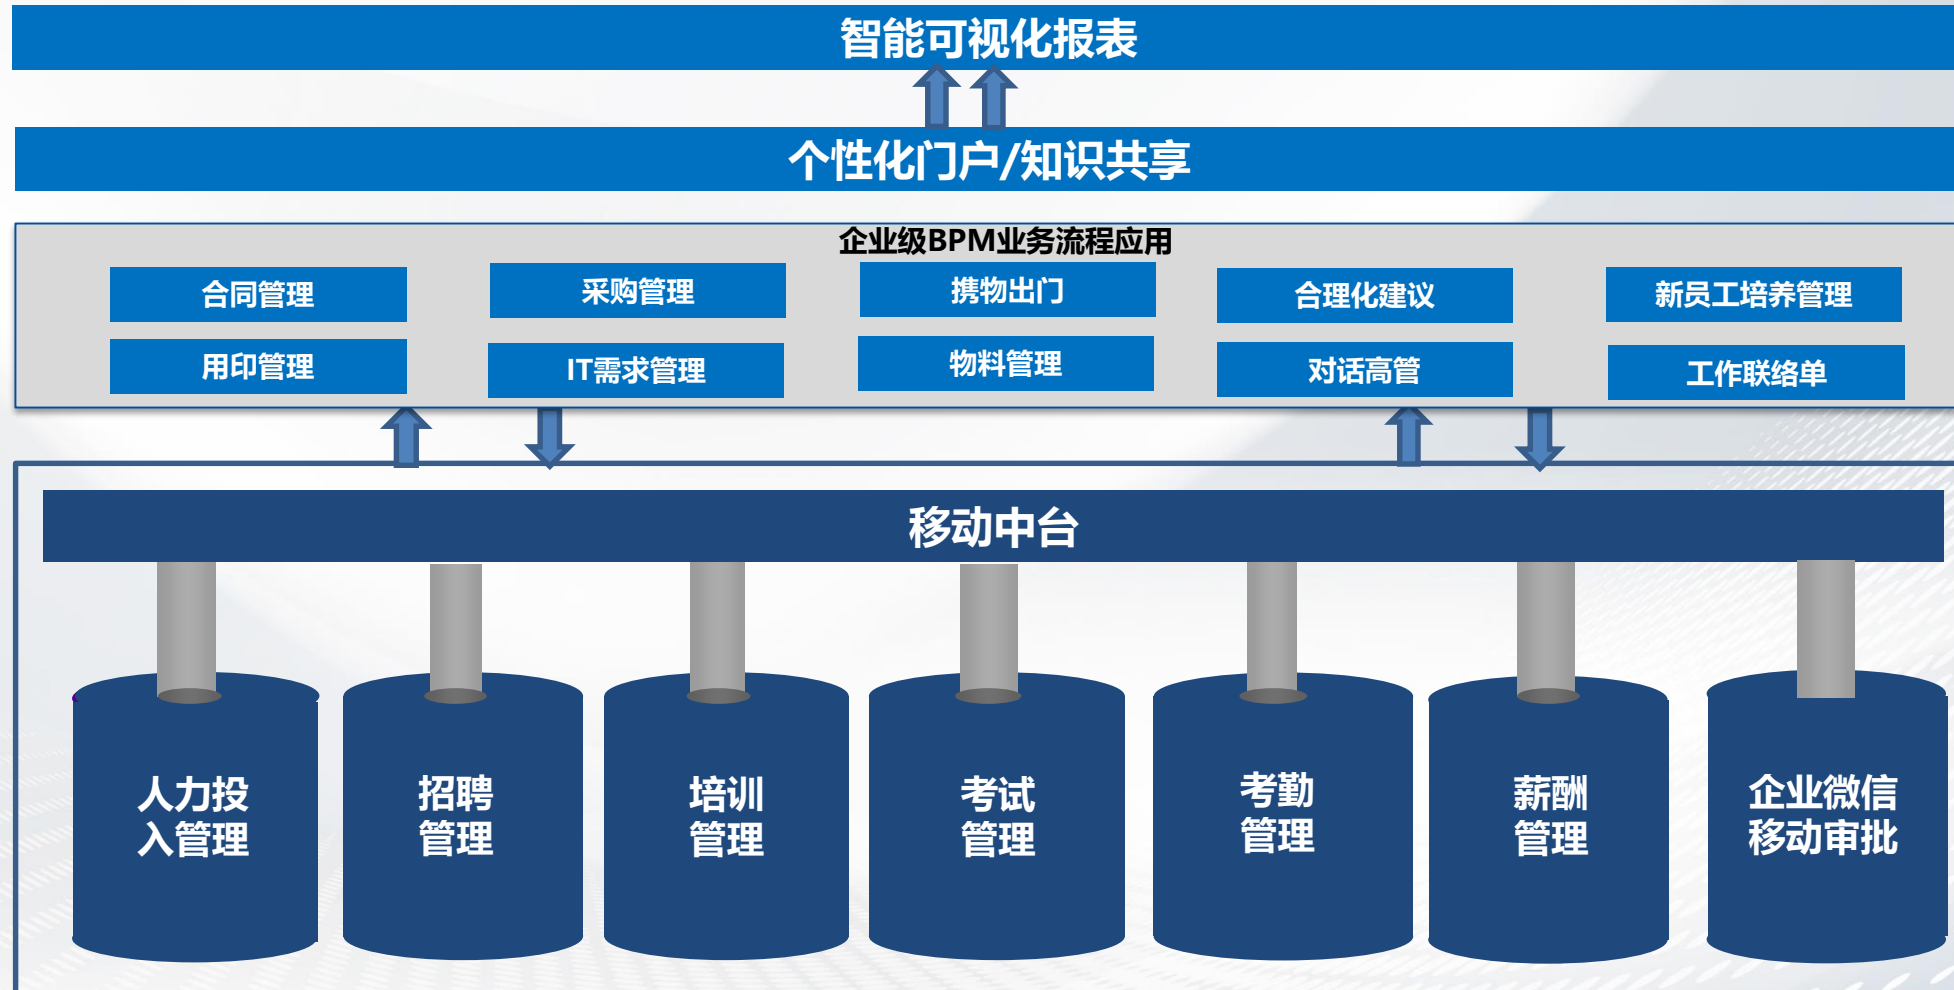 智能可视化报表
个性化门户/知识共享
企业级BPM业务流程应用
合同管理
采购管理
携物出门
合理化建议
新员工培养管理
用印管理
IT需求管理
物料管理
对话高管
工作联络单
移动中台
人力投
入管理
招聘
管理
培训
管理
考试
管理
考勤
管理
薪酬
管理
企业微信
移动审批